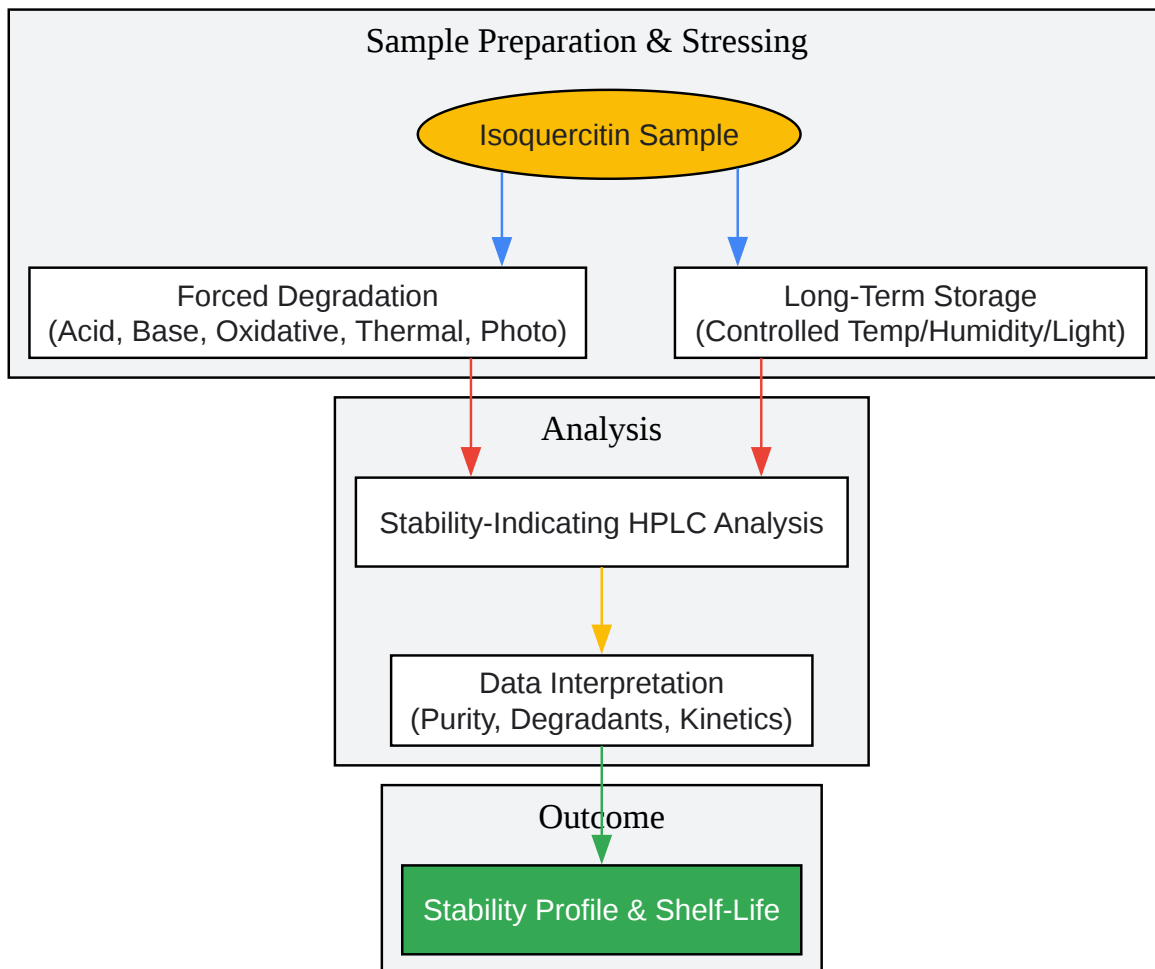 Sample Preparation & Stressing
Isoquercitin Sample
Forced Degradation
(Acid, Base, Oxidative, Thermal, Photo)
Long-Term Storage
(Controlled Temp/Humidity/Light)
Analysis
Stability-Indicating HPLC Analysis
Data Interpretation
(Purity, Degradants, Kinetics)
Outcome
Stability Profile & Shelf-Life